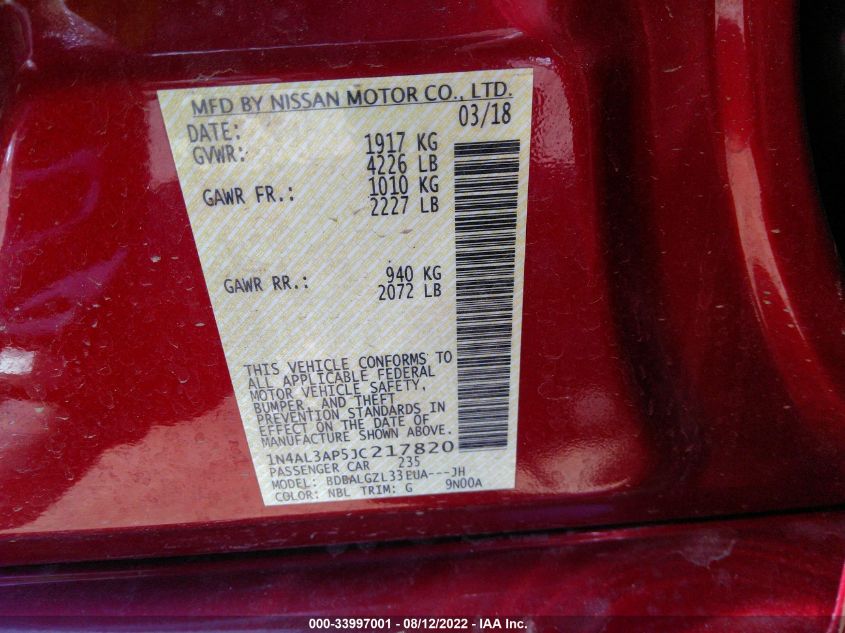 MFD BY NISSAN MOTOR CO., LTD.
DATE: 03/18
GVWR: 1917 KG
4226 LB
GAWR FR.: 1010 KG
2227 LB
GAWR RR.: 940 KG
2072 LB
THIS VEHICLE CONFORMS TO
ALL APPLICABLE FEDERAL
MOTOR VEHICLE SAFETY,
BUMPER, AND THEFT
PREVENTION STANDARDS IN
EFFECT ON THE DATE OF
MANUFACTURE SHOWN ABOVE.
1N4AL3AP5JC217820
PASSENGER CAR 235
MODEL: BDBALGZL33EUA---JH
COLOR: NBL TRIM: G 9N00A
000-33997001 - 08/12/2022 - IAA Inc.